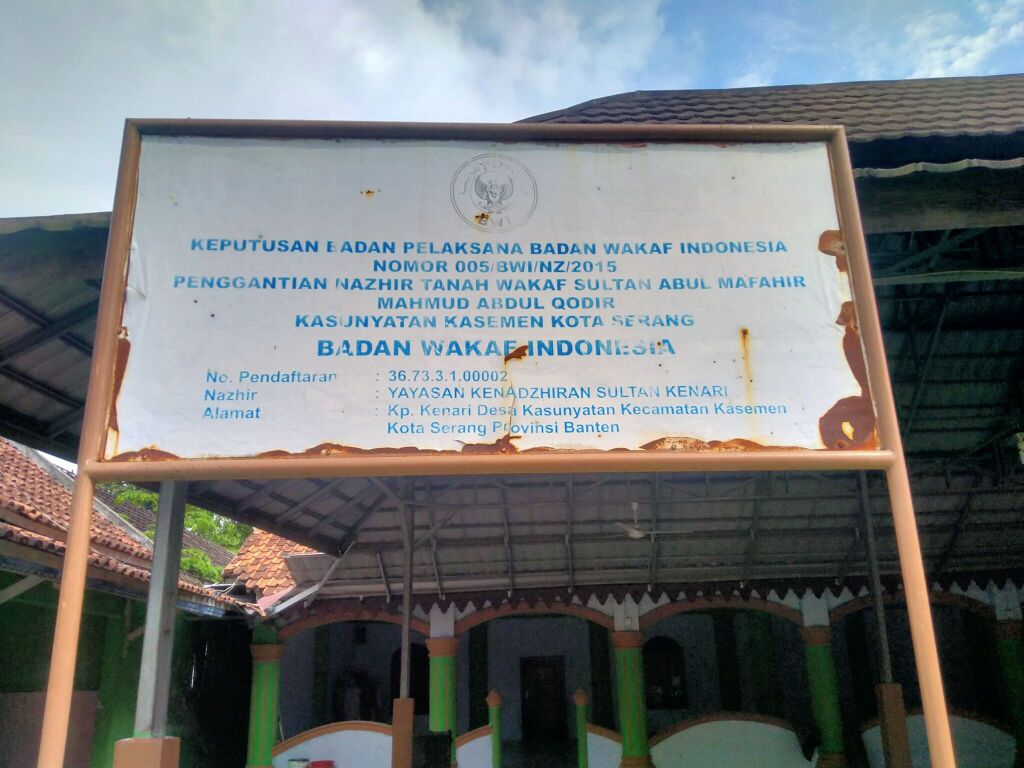 BWI
KEPUTUSAN BADAN PELAKSANA BADAN WAKAF INDONESIA
NOMOR 005/BWI/NZ/2015
PENGGANTIAN NAZHIR TANAH WAKAF SULTAN ABUL MAFAHIR
MAHMUD ABDUL QODIR
KASUNYATAN KASEMEN KOTA SERANG
BADAN WAKAF INDONESIA
No. Pendaftaran : 36.73.3.1.00002
Nazhir : YAYASAN KENADZHIRAN SULTAN KENARI
Alamat : Kp. Kenari Desa Kasunyatan Kecamatan Kasemen
Kota Serang Provinsi Banten